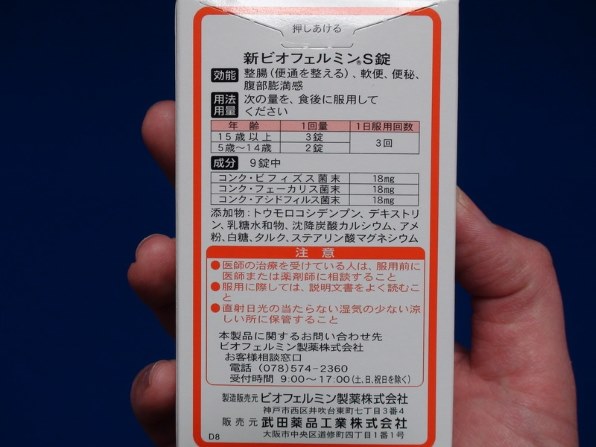 押しあける
新ビオフェルミン®S錠
効能 整腸(便通を整える)、軟便、便秘、
腹部膨満感
用法 次の量を、食後に服用して
用量 ください
年齢 1回量 1日服用回数
15歳以上 3錠 3回
5歳〜14歳 2錠
成分 9錠中
コンク・ビフィズス菌末 18mg
コンク・フェーカリス菌末 18mg
コンク・アシドフィルス菌末 18mg
添加物:トウモロコシデンプン、デキストリ
ン、乳糖水和物、沈降炭酸カルシウム、アメ
粉、白糖、タルク、ステアリン酸マグネシウム
注意
●医師の治療を受けている人は、服用前に
医師または薬剤師に相談すること
●服用に際しては、説明文書をよく読むこ
と
●直射日光の当たらない湿気の少ない涼
しい所に保管すること
本製品に関するお問い合わせ先
ビオフェルミン製薬株式会社
お客様相談窓口
電話 (078)574-2360
受付時間 9:00〜17:00(土、日、祝日を除く)
製造販売元 ビオフェルミン製薬株式会社
神戸市西区井吹台東町七丁目3番4
販売元 武田薬品工業株式会社
大阪市中央区道修町四丁目1番1号
D8